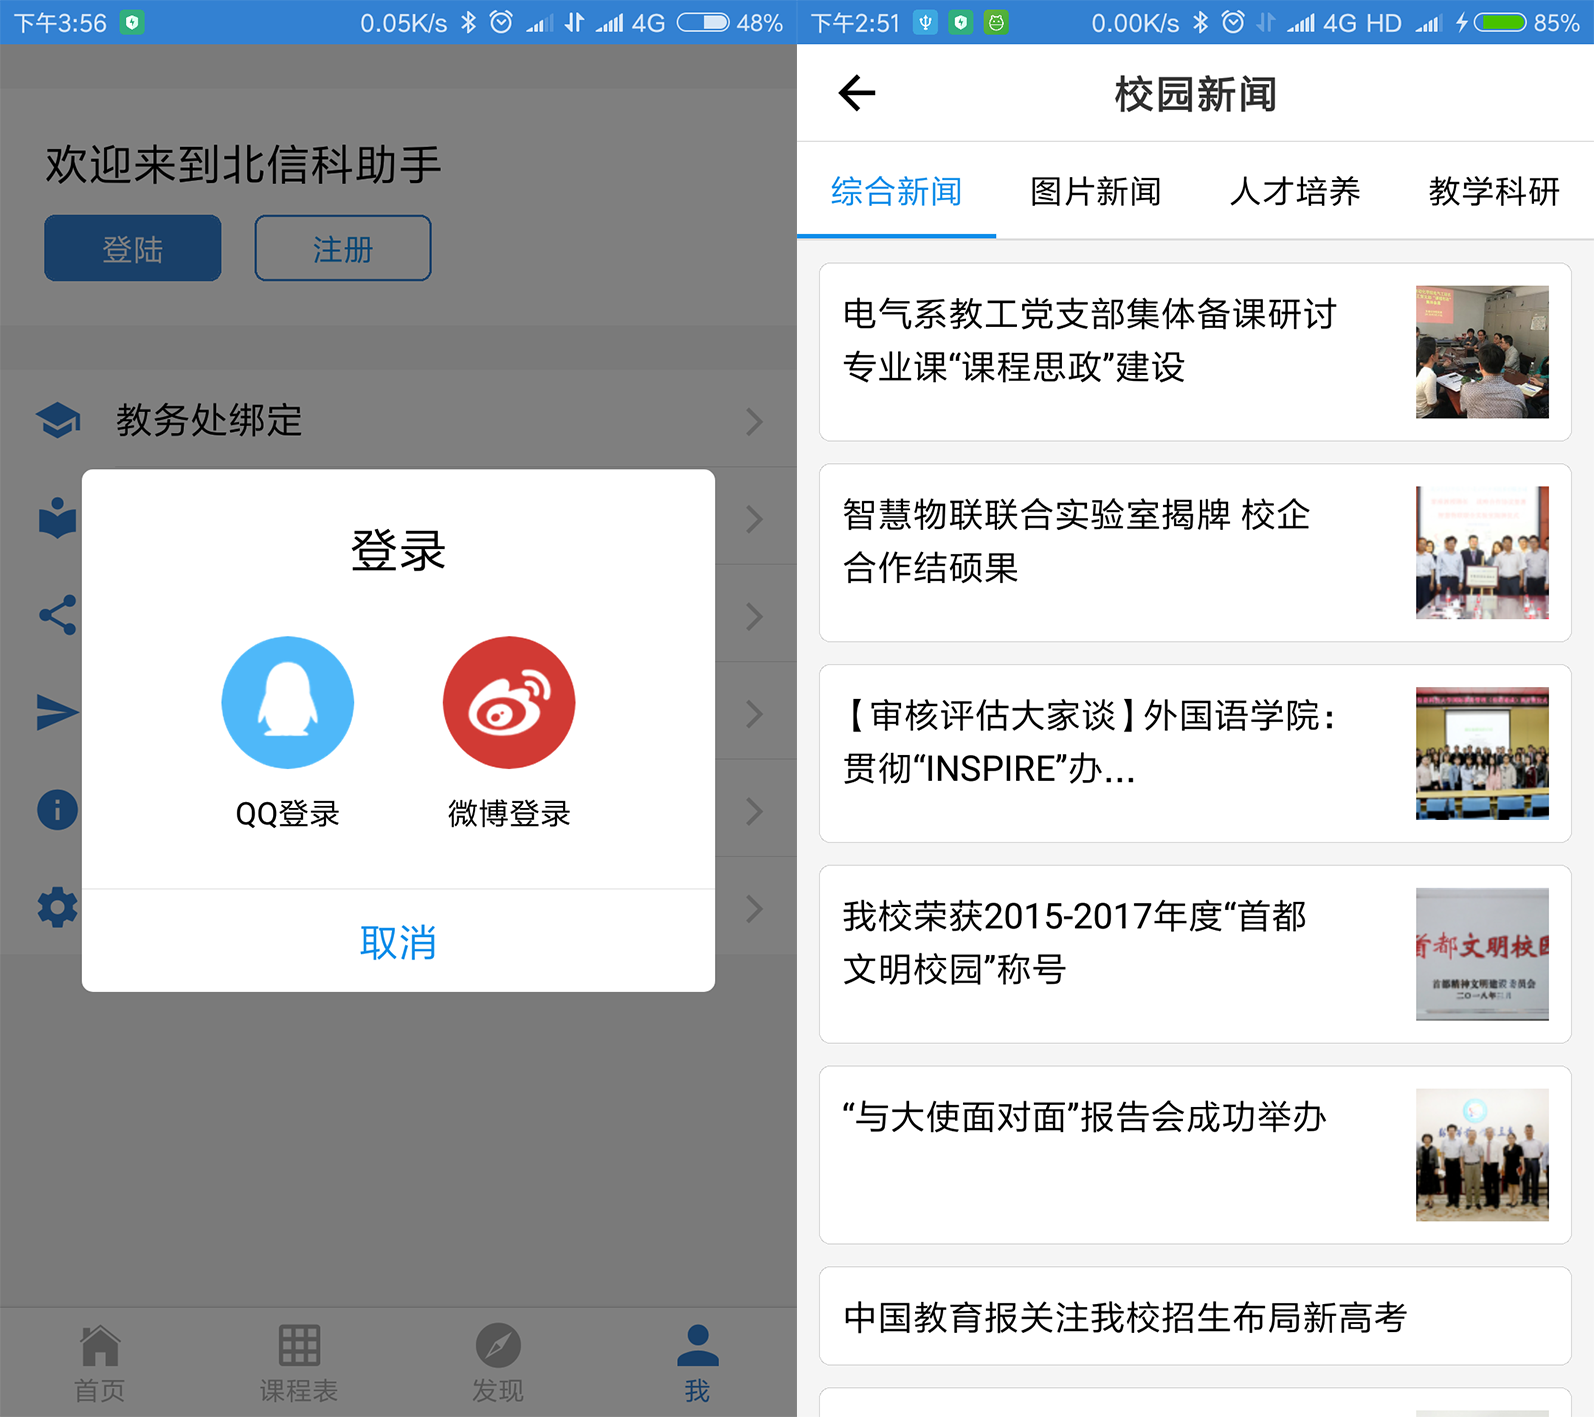 下午3:56
0.05K/s
4G
48%
欢迎来到北信科助手
登陆
注册
教务处绑定
登录
QQ登录
微博登录
取消
首页
课程表
发现
我
下午2:51
0.00K/s
4G HD
85%
校园新闻
综合新闻
图片新闻
人才培养
教学科研
电气系教工党支部集体备课研讨
专业课“课程思政”建设
智慧物联联合实验室揭牌 校企
合作结硕果
【审核评估大家谈】外国语学院：
贯彻“INSPIRE”办...
我校荣获2015-2017年度“首都
文明校园”称号
首都文明校园
首都精神文明建设委员会
二〇一八年
“与大使面对面”报告会成功举办
中国教育报关注我校招生布局新高考